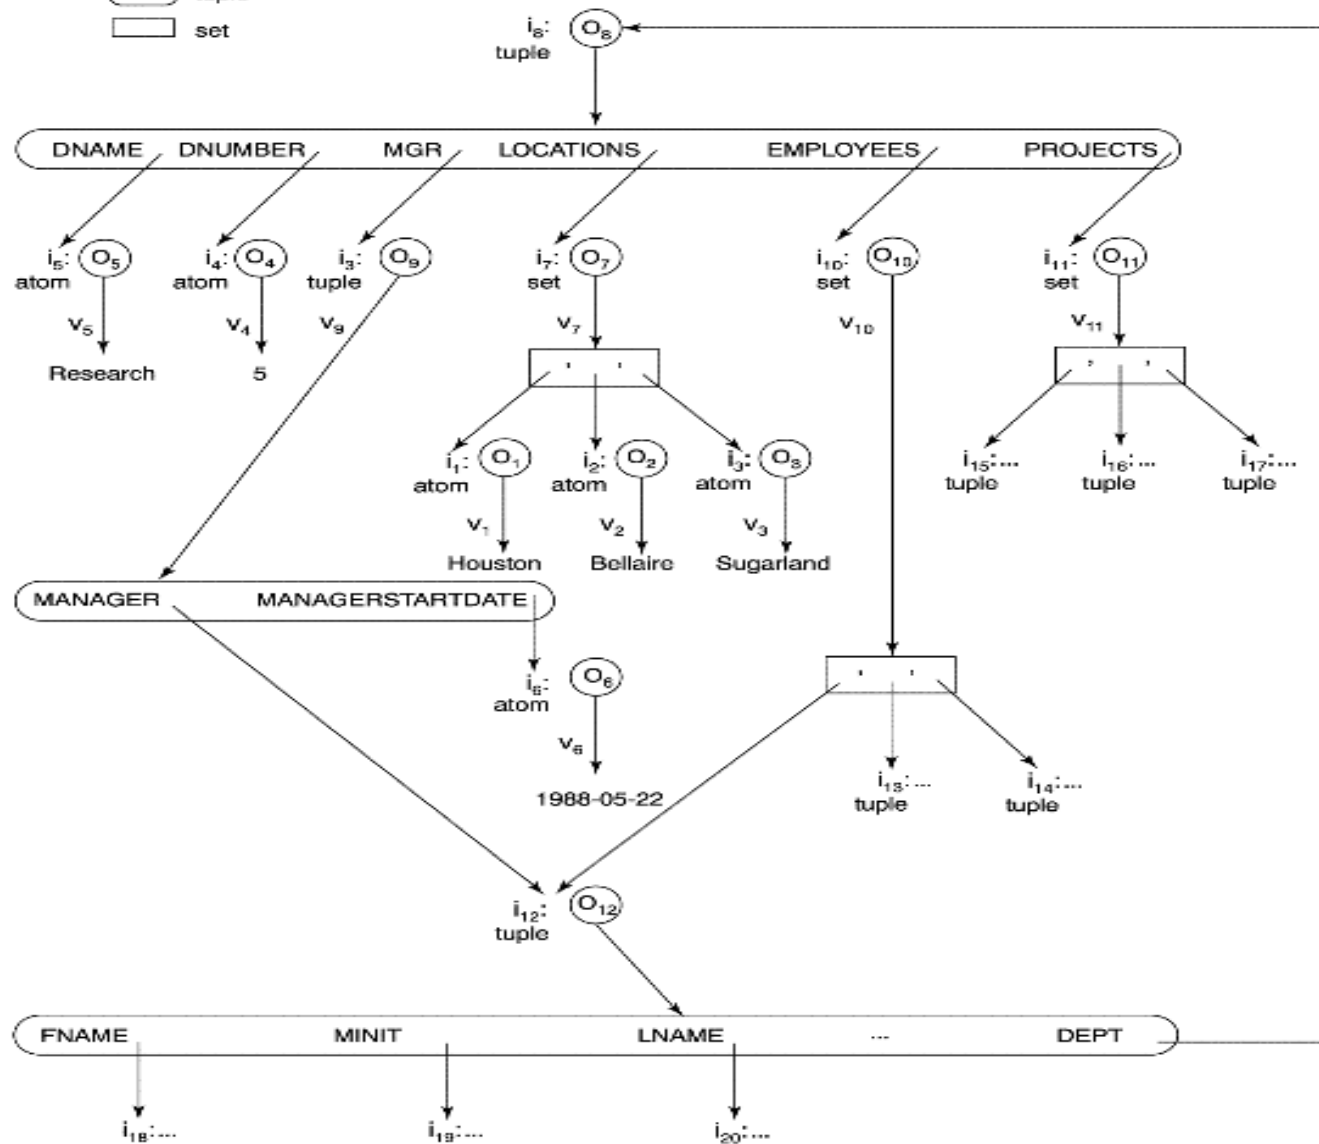 set
i₈: O₈
tuple
DNAME DNUMBER MGR LOCATIONS EMPLOYEES PROJECTS
i₅: O₅ i₄: O₄ i₃: O₉ i₇: O₇ i₁₀: O₁₀ i₁₁: O₁₁
atom atom tuple set set set
v₅ v₄ v₉ v₇ v₁₀ v₁₁
Research 5
, , , ,
i₁: O₁ i₂: O₂ i₃: O₃ i₁₅:... i₁₆:... i₁₇:...
atom atom atom tuple tuple tuple
v₁ v₂ v₃
Houston Bellaire Sugarland
MANAGER MANAGERSTARTDATE
i₆: O₆
atom
, ,
v₆
1988-05-22
i₁₃:... i₁₄:...
tuple tuple
i₁₂: O₁₂
tuple
FNAME MINIT LNAME ... DEPT
i₁₈:... i₁₉:... i₂₀:...